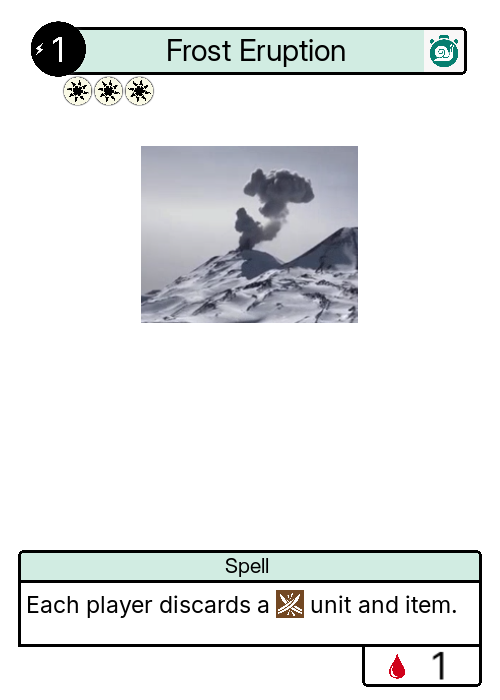 1
Frost Eruption
Spell
Each player discards a unit and item.
1